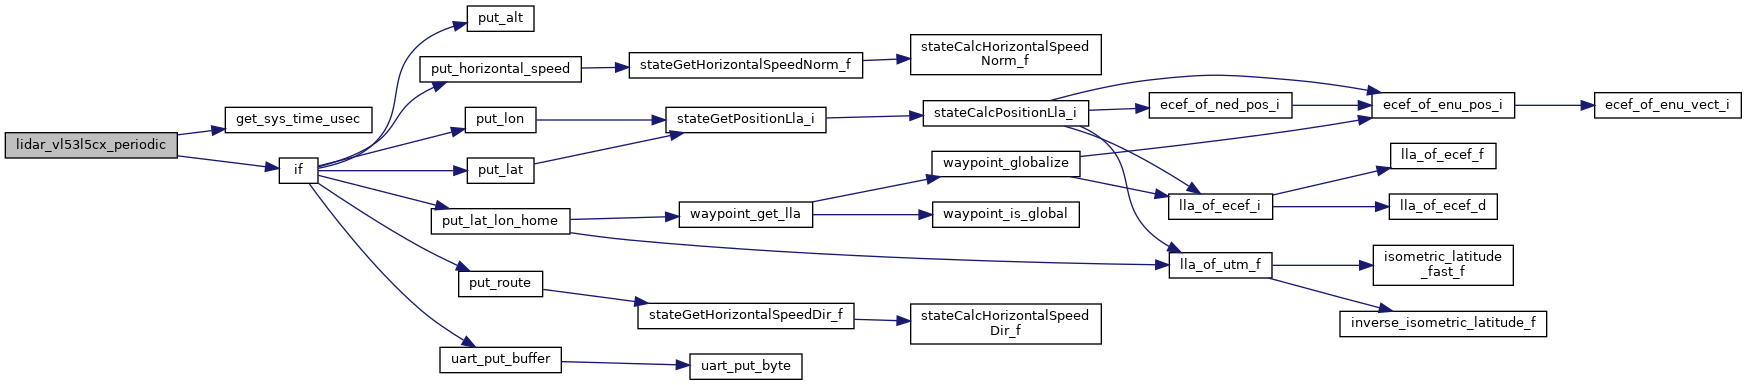 lidar_vl53l5cx_periodic
get_sys_time_usec
if
put_alt
put_horizontal_speed
put_lon
put_lat
put_lat_lon_home
put_route
uart_put_buffer
stateGetHorizontalSpeedNorm_f
stateGetPositionLla_i
waypoint_get_lla
stateGetHorizontalSpeedDir_f
uart_put_byte
stateCalcHorizontalSpeed
Norm_f
stateCalcPositionLla_i
waypoint_globalize
waypoint_is_global
stateCalcHorizontalSpeed
Dir_f
ecef_of_ned_pos_i
lla_of_ecef_i
lla_of_utm_f
ecef_of_enu_pos_i
lla_of_ecef_f
lla_of_ecef_d
isometric_latitude
_fast_f
inverse_isometric_latitude_f
ecef_of_enu_vect_i